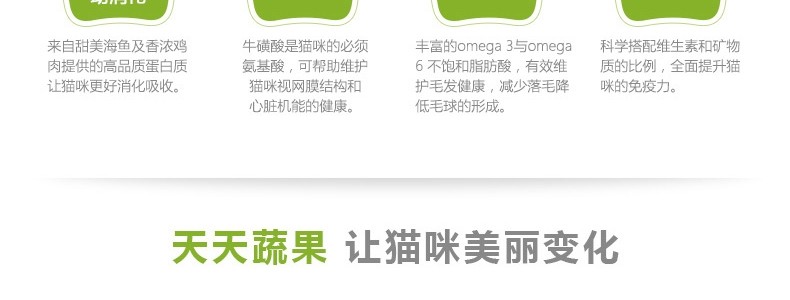 来自甜美海鱼及香浓鸡
肉提供的高品质蛋白质
让猫咪更好消化吸收。
牛磺酸是猫咪的必须
氨基酸，可帮助维护
猫咪视网膜结构和
心脏机能的健康。
丰富的omega 3与omega
6 不饱和脂肪酸，有效维
护毛发健康，减少落毛降
低毛球的形成。
科学搭配维生素和矿物
质的比例，全面提升猫
咪的免疫力。
天天蔬果 让猫咪美丽变化